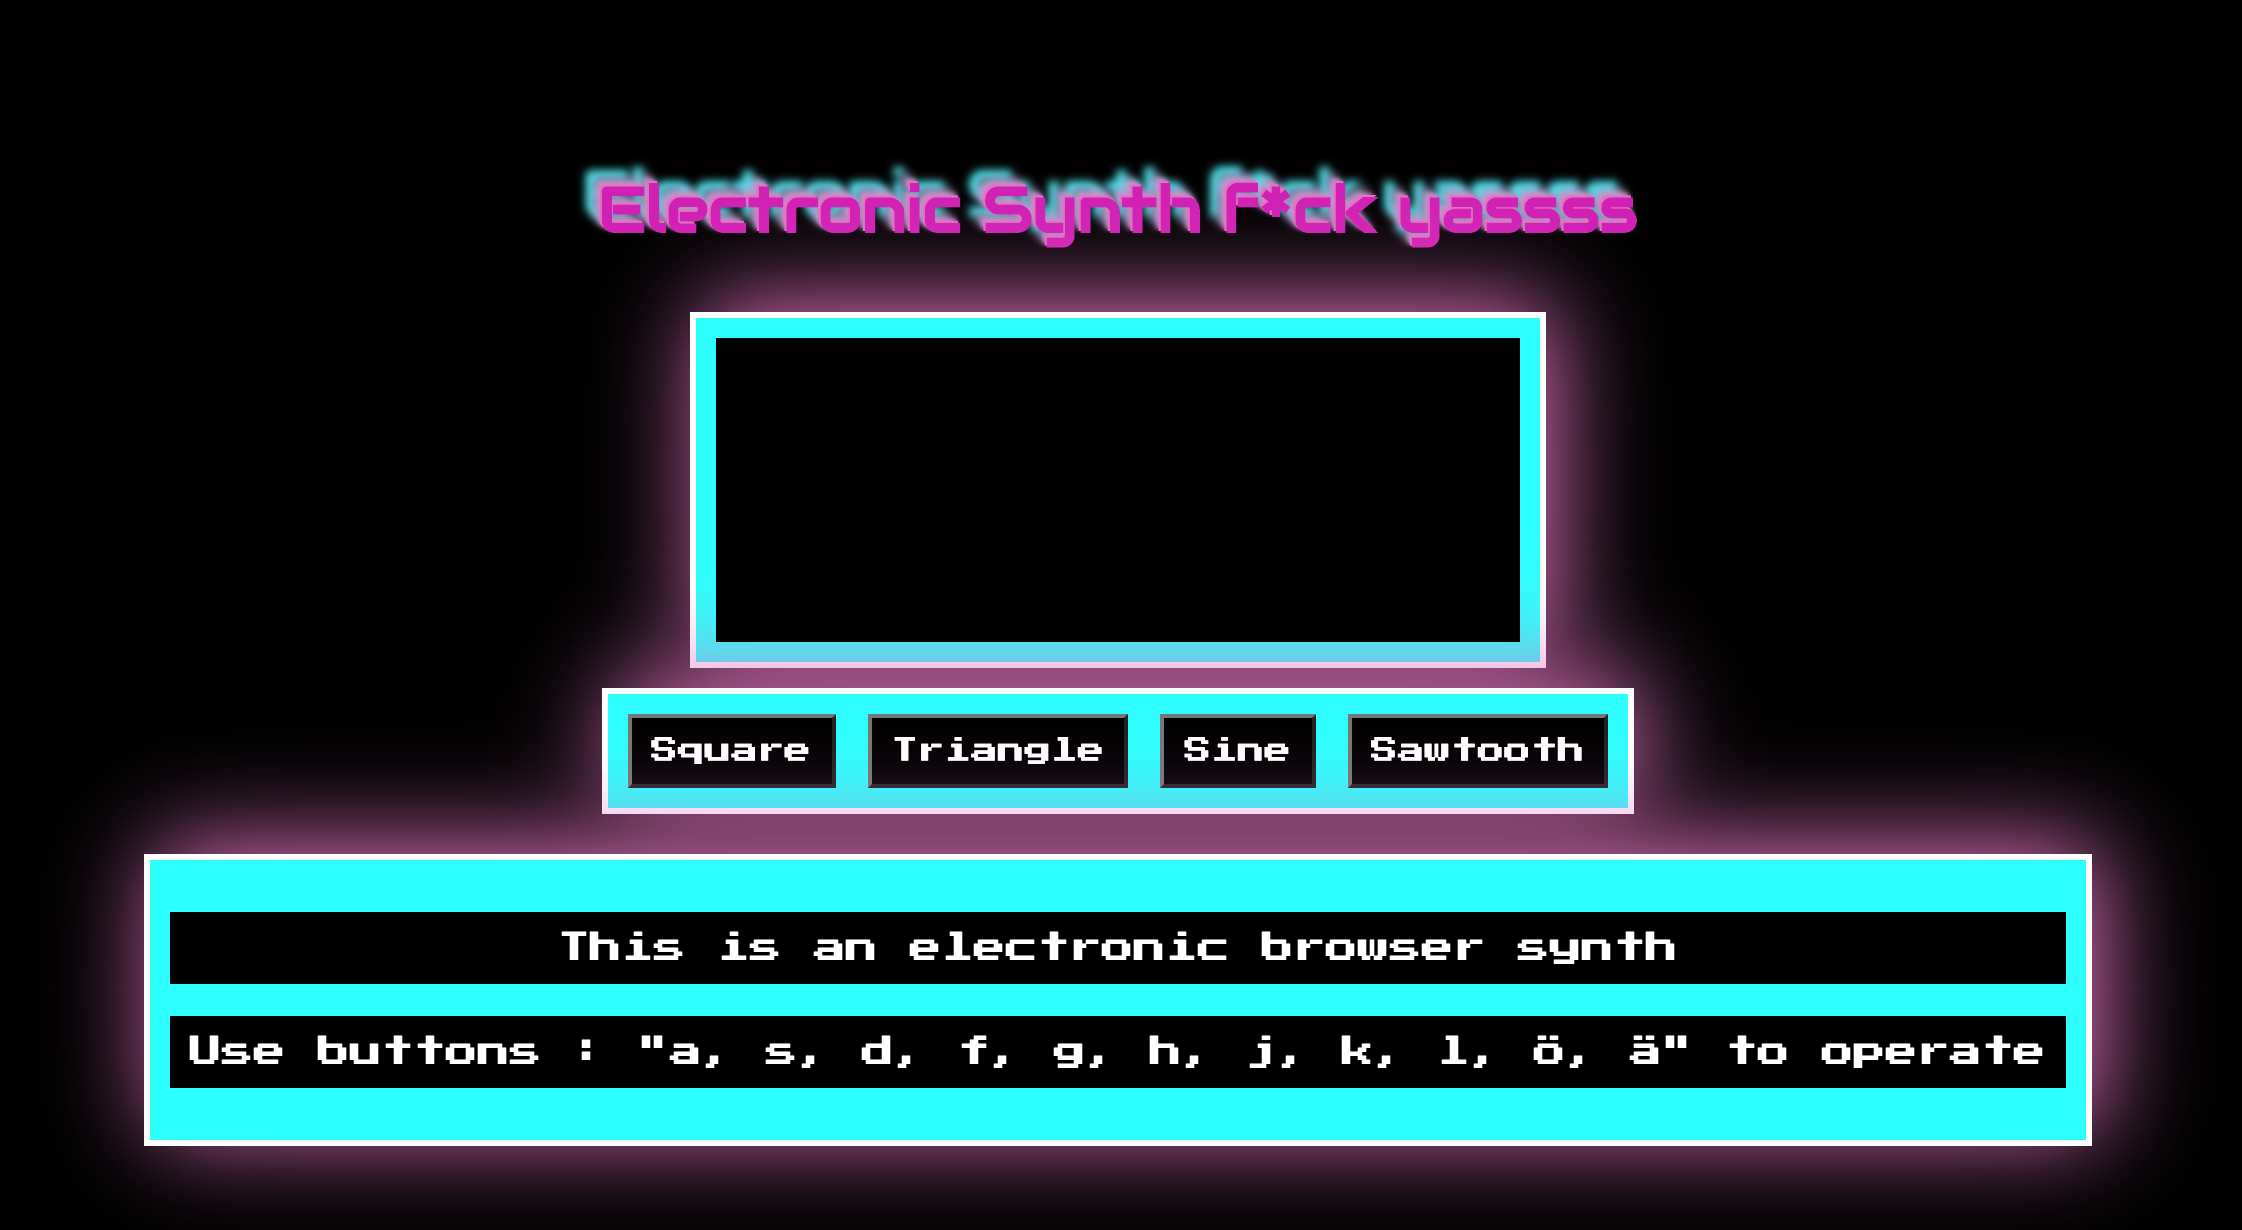 Electronic Synth f*ck yassss
Square
Triangle
Sine
Sawtooth
This is an electronic browser synth
Use buttons : "a, s, d, f, g, h, j, k, l, ö, ä" to operate